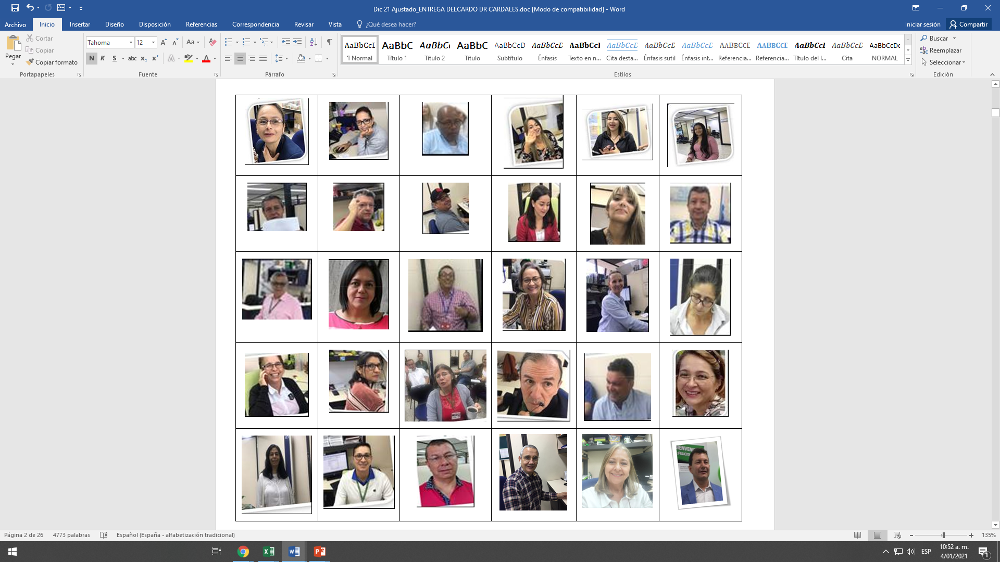 Dic 21 Ajustado_ENTREGA DELCARDO DR CARDALES.doc [Modo de compatibilidad] - Word
Archivo Inicio Insertar Diseño Disposición Referencias Correspondencia Revisar Vista ¿Qué desea hacer? Iniciar sesión Compartir
Pegar
Cortar
Copiar
Copiar formato
Portapapeles
Tahoma 12
Aa
N K S abc x₂ x² A ab A
Fuente
Párrafo
AaBbCcI AaBbC AaBbC AaBbC AaBbCcD AaBbCcD AaBbCcI AaBbCcD AaBbCcD AaBbCcD AABBCCD AABBCCD AaBbCcI AaBbCcD AaBbCcDc
¶ Normal Título 1 Título 2 Título Subtítulo Énfasis Texto en n... Cita desta... Énfasis sutil Énfasis int... Referencia... Referencia... Título del l... Cita NORMAL
Estilos
Buscar
Reemplazar
Seleccionar
Edición
BIENVEN
¡FELICITA
Página 2 de 26 4773 palabras Español (España - alfabetización tradicional) 135%
ESP
10:52 a. m.
4/01/2021
1